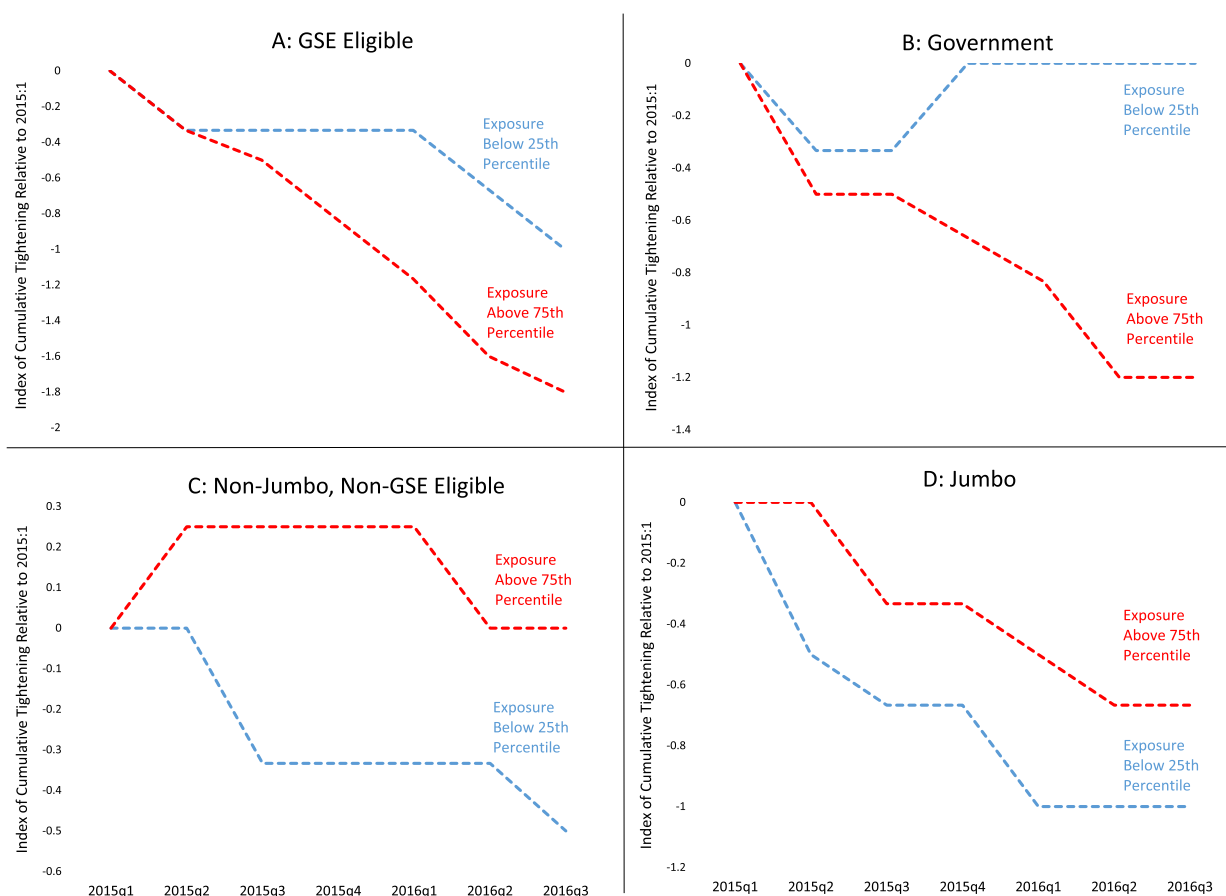 A: GSE Eligible
Index of Cumulative Tightening Relative to 2015:1
0
-0.2
-0.4
-0.6
-0.8
-1
-1.2
-1.4
-1.6
-1.8
-2
Exposure
Below 25th
Percentile
Exposure
Above 75th
Percentile
B: Government
Index of Cumulative Tightening Relative to 2015:1
0
-0.2
-0.4
-0.6
-0.8
-1
-1.2
-1.4
Exposure
Below 25th
Percentile
Exposure
Above 75th
Percentile
C: Non-Jumbo, Non-GSE Eligible
Index of Cumulative Tightening Relative to 2015:1
0.3
0.2
0.1
0
-0.1
-0.2
-0.3
-0.4
-0.5
-0.6
Exposure
Above 75th
Percentile
Exposure
Below 25th
Percentile
2015q1 2015q2 2015q3 2015q4 2016q1 2016q2 2016q3
D: Jumbo
Index of Cumulative Tightening Relative to 2015:1
0
-0.2
-0.4
-0.6
-0.8
-1
-1.2
Exposure
Above 75th
Percentile
Exposure
Below 25th
Percentile
2015q1 2015q2 2015q3 2015q4 2016q1 2016q2 2016q3